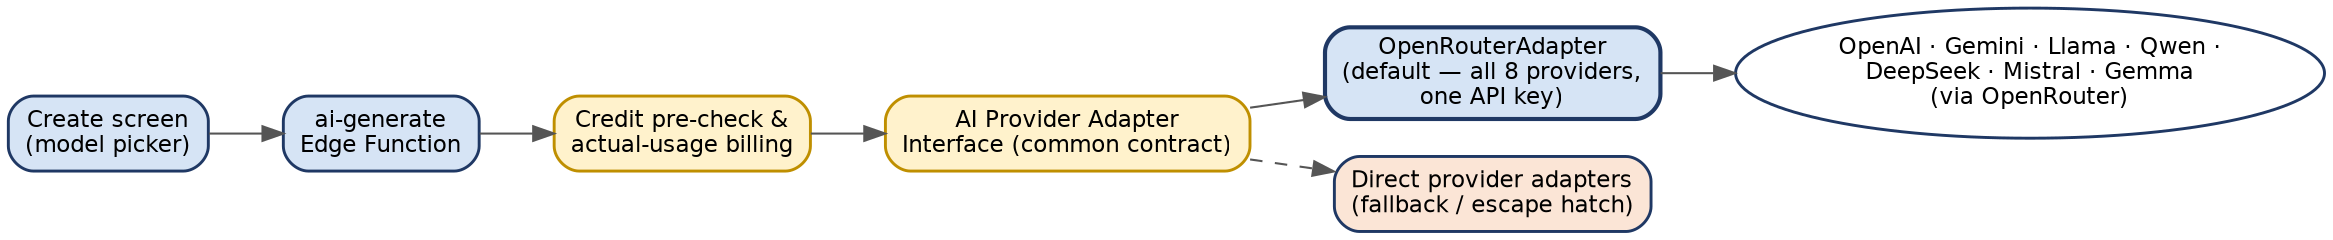 Create screen
(model picker)
ai-generate
Edge Function
Credit pre-check &
actual-usage billing
AI Provider Adapter
Interface (common contract)
OpenRouterAdapter
(default — all 8 providers,
one API key)
OpenAI · Gemini · Llama · Qwen ·
DeepSeek · Mistral · Gemma
(via OpenRouter)
Direct provider adapters
(fallback / escape hatch)